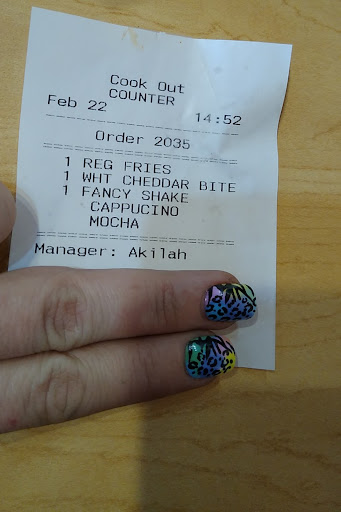 Cook Out
COUNTER
Feb 22 14:52
Order 2035
1 REG FRIES
1 WHT CHEDDAR BITE
1 FANCY SHAKE
CAPPUCINO
MOCHA
Manager: Akilah